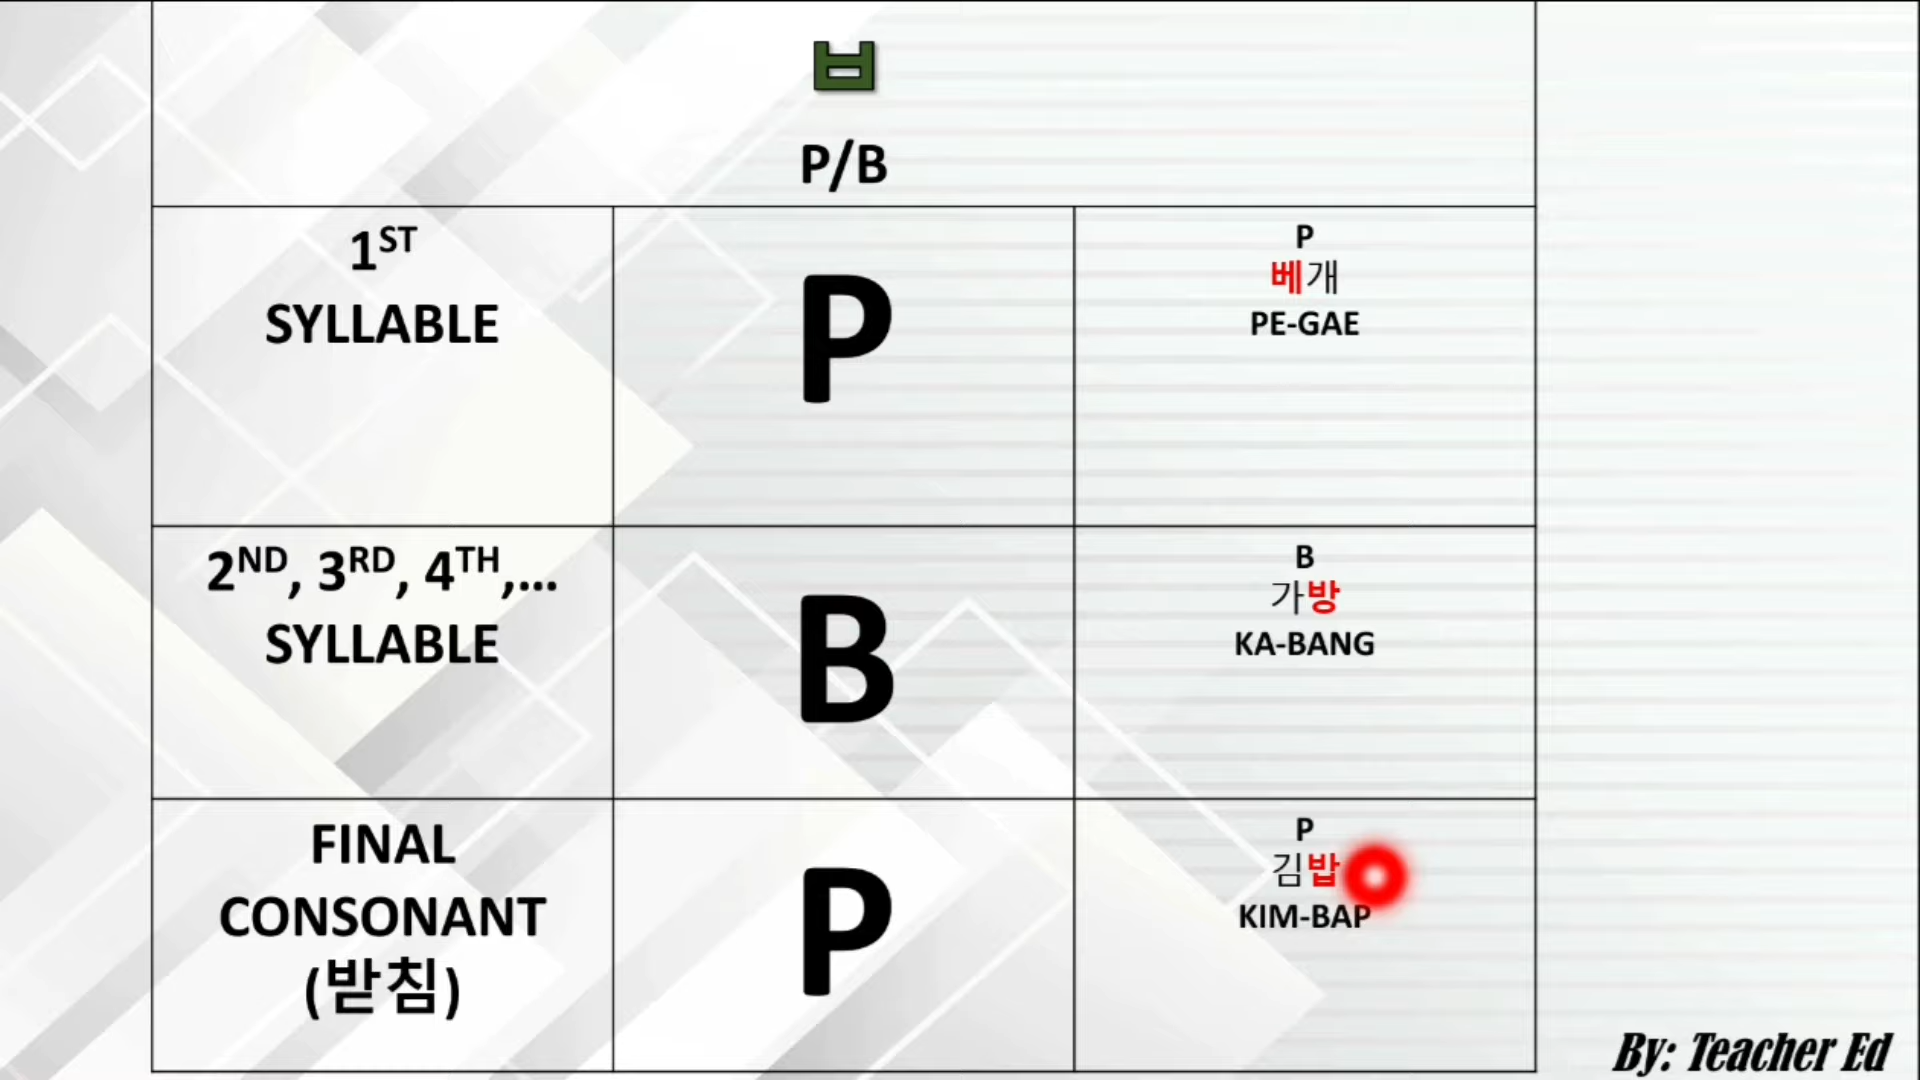 ㅂ
P/B
1ST
SYLLABLE
P
P
베개
PE-GAE
2ND, 3RD, 4TH,...
SYLLABLE
B
B
가방
KA-BANG
FINAL
CONSONANT
(받침)
P
P
김밥
KIM-BAP
By: Teacher Ed